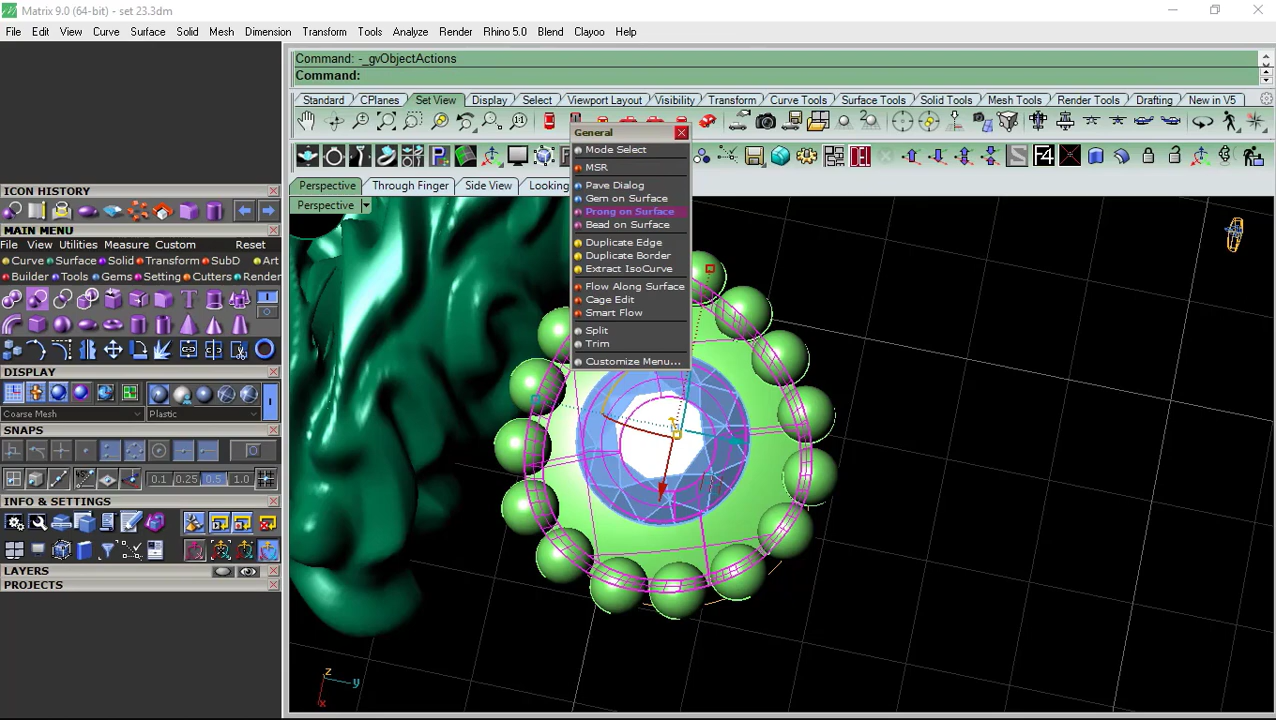 Matrix 9.0 (64-bit) - set 23.3dm
File Edit View Curve Surface Solid Mesh Dimension Transform Tools Analyze Render Rhino 5.0 Blend Clayoo Help
Command: -_gvObjectActions
Command:
Standard CPlanes Set View Display Select Viewport Layout Visibility Transform Curve Tools Surface Tools Solid Tools Mesh Tools Render Tools Drafting New in V5
General
Mode Select
MSR
Pave Dialog
Gem on Surface
Prong on Surface
Bead on Surface
Duplicate Edge
Duplicate Border
Extract IsoCurve
Flow Along Surface
Cage Edit
Smart Flow
Split
Trim
Customize Menu...
F4
Perspective Through Finger Side View Looking
Perspective
ICON HISTORY
MAIN MENU
File View Utilities Measure Custom Reset
Curve Surface Solid Transform SubD Art
Builder Tools Gems Setting Cutters Render
DISPLAY
Coarse Mesh Plastic
SNAPS
0.1 0.25 0.5 1.0
INFO & SETTINGS
LAYERS
PROJECTS
z
y
x